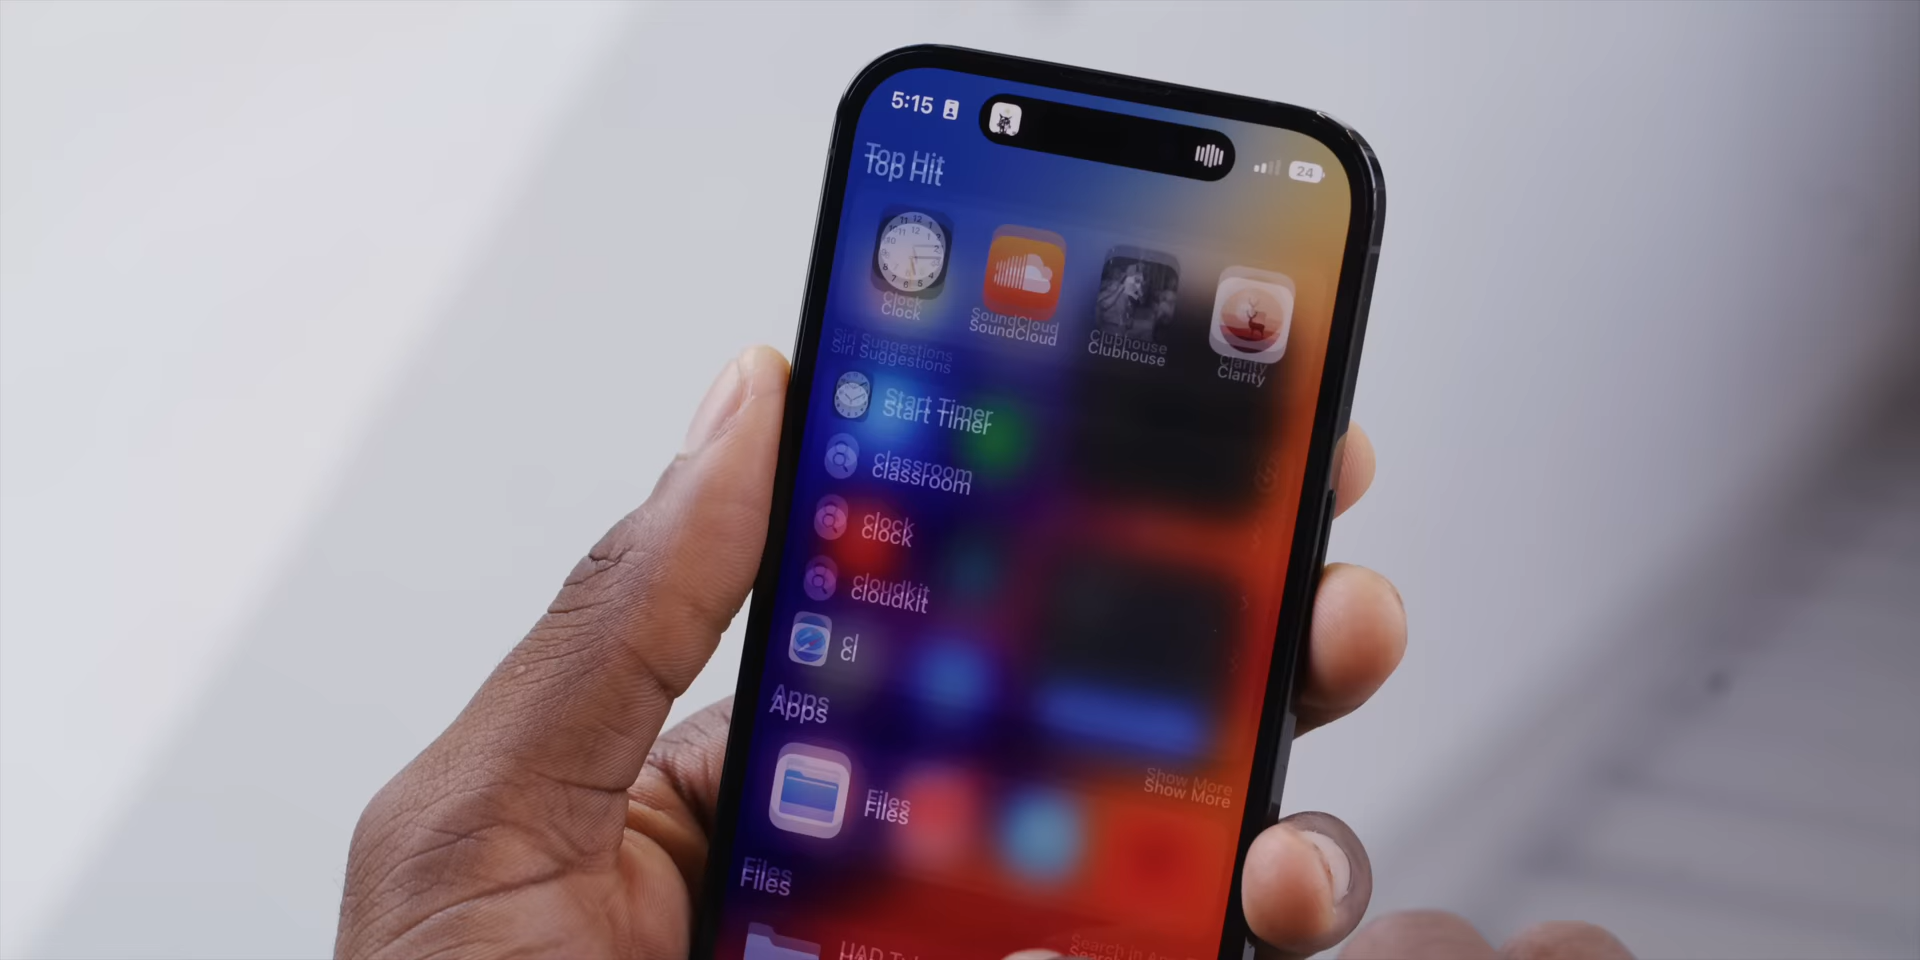 5:15
24
Top Hit
Clock
SoundCloud
Clubhouse
Clarity
Siri Suggestions
Start Timer
classroom
clock
cloudkit
cl
Apps
Show More
Files
Files